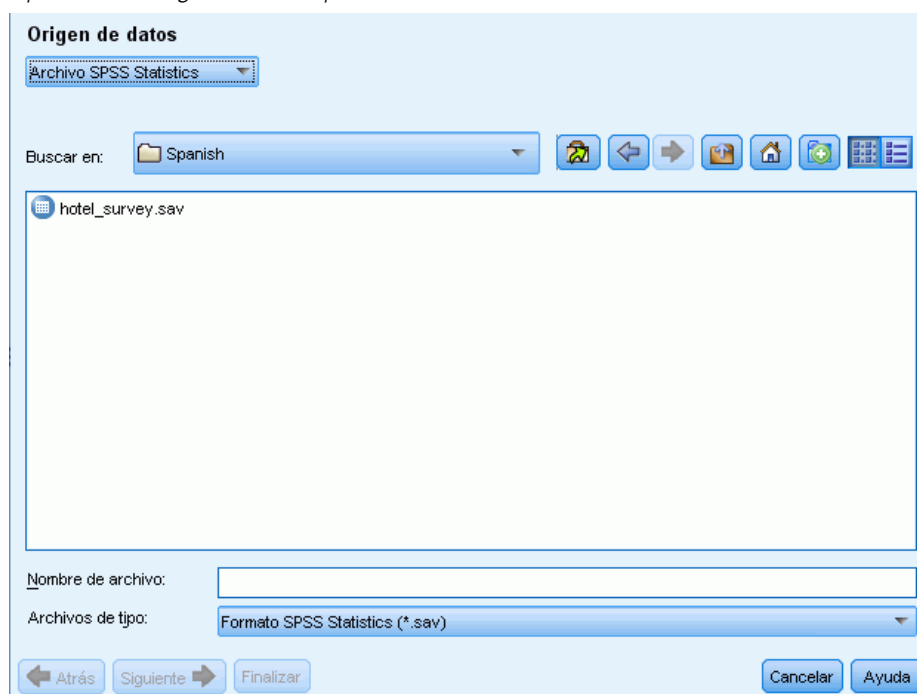 Origen de datos
Archivo SPSS Statistics
Buscar en: Spanish
hotel_survey.sav
Nombre de archivo:
Archivos de tipo: Formato SPSS Statistics (*.sav)
Atrás Siguiente Finalizar Cancelar Ayuda